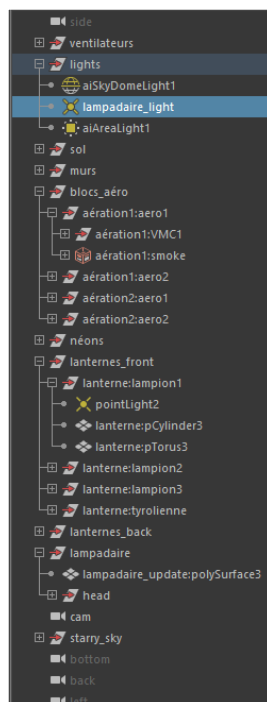 side
ventilateurs
lights
aiSkyDomeLight1
lampadaire_light
aiAreaLight1
sol
murs
blocs_aéro
aération1:aero1
aération1:VMC1
aération1:smoke
aération1:aero2
aération2:aero1
aération2:aero2
néons
lanternes_front
lanterne:lampion1
pointLight2
lanterne:pCylinder3
lanterne:pTorus3
lanterne:lampion2
lanterne:lampion3
lanterne:tyrolienne
lanternes_back
lampadaire
lampadaire_update:polySurface3
head
cam
starry_sky
bottom
back
left